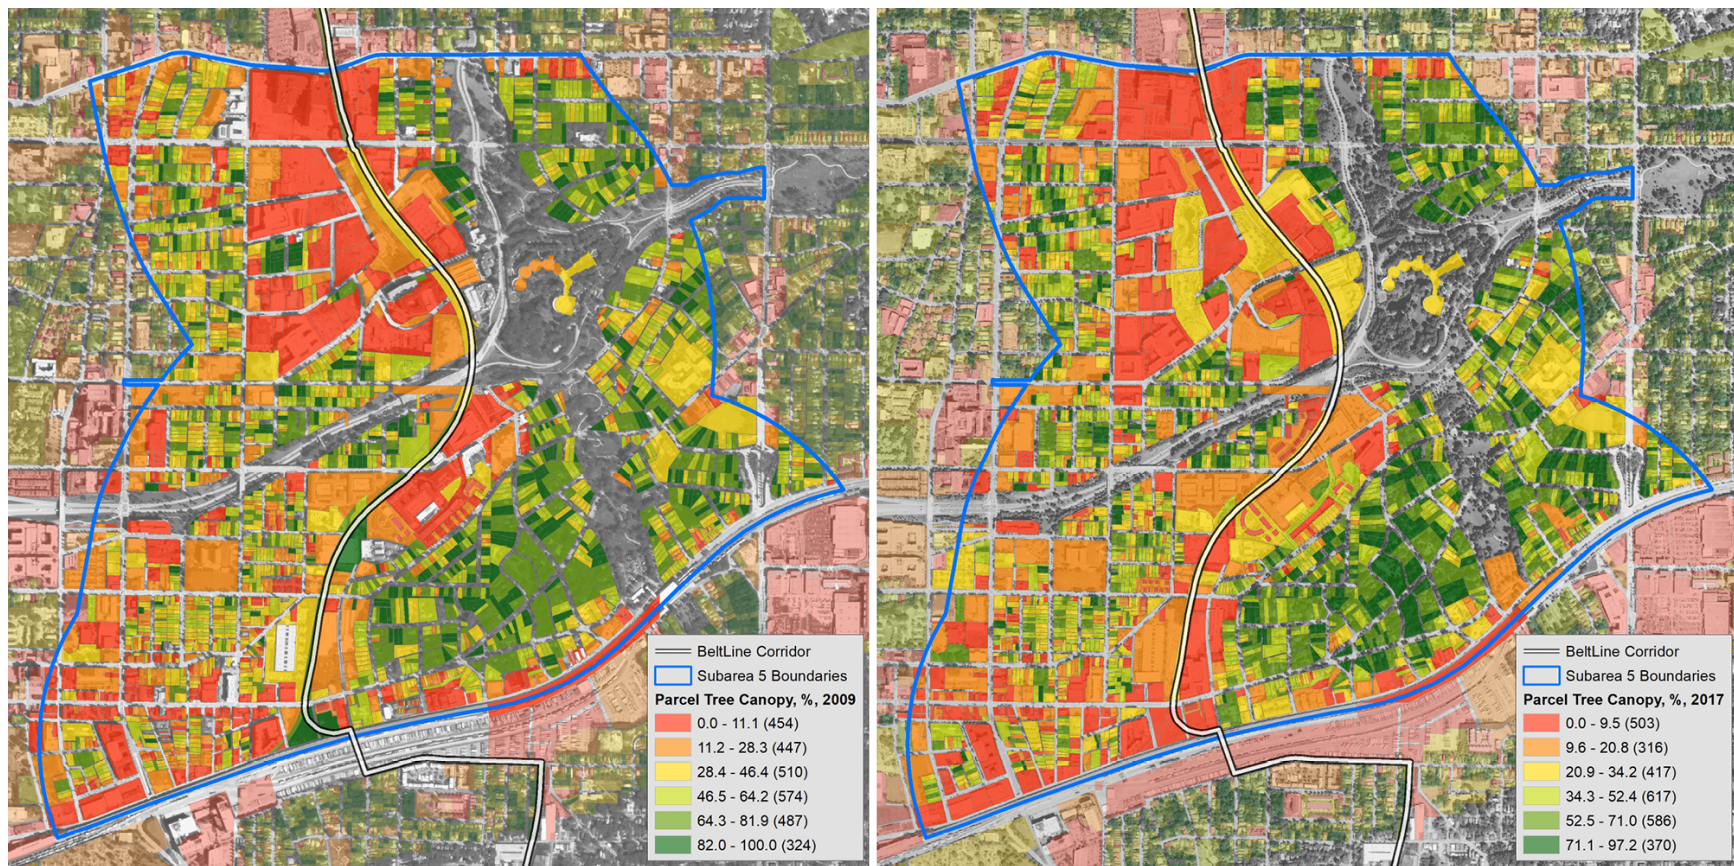 BeltLine Corridor
Subarea 5 Boundaries
Parcel Tree Canopy, %, 2009
0.0 - 11.1 (454)
11.2 - 28.3 (447)
28.4 - 46.4 (510)
46.5 - 64.2 (574)
64.3 - 81.9 (487)
82.0 - 100.0 (324)
BeltLine Corridor
Subarea 5 Boundaries
Parcel Tree Canopy, %, 2017
0.0 - 9.5 (503)
9.6 - 20.8 (316)
20.9 - 34.2 (417)
34.3 - 52.4 (617)
52.5 - 71.0 (586)
71.1 - 97.2 (370)